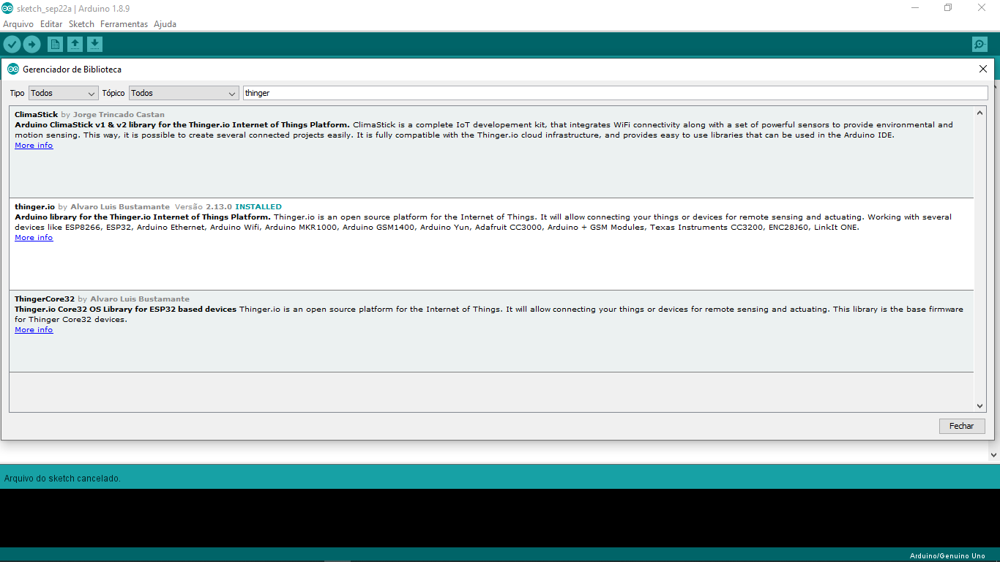 sketch_sep22a | Arduino 1.8.9
Arquivo Editar Sketch Ferramentas Ajuda
Gerenciador de Biblioteca
Tipo Todos Tópico Todos thinger
ClimaStick by Jorge Trincado Castan
Arduino ClimaStick v1 & v2 library for the Thinger.io Internet of Things Platform. ClimaStick is a complete IoT developement kit, that integrates WiFi connectivity along with a set of powerful sensors to provide environmental and
motion sensing. This way, it is possible to create several connected projects easily. It is fully compatible with the Thinger.io cloud infrastructure, and provides easy to use libraries that can be used in the Arduino IDE.
More info
thinger.io by Alvaro Luis Bustamante Versão 2.13.0 INSTALLED
Arduino library for the Thinger.io Internet of Things Platform. Thinger.io is an open source platform for the Internet of Things. It will allow connecting your things or devices for remote sensing and actuating. Working with several
devices like ESP8266, ESP32, Arduino Ethernet, Arduino Wifi, Arduino MKR1000, Arduino GSM1400, Arduino Yun, Adafruit CC3000, Arduino + GSM Modules, Texas Instruments CC3200, ENC28J60, LinkIt ONE.
More info
ThingerCore32 by Alvaro Luis Bustamante
Thinger.io Core32 OS Library for ESP32 based devices Thinger.io is an open source platform for the Internet of Things. It will allow connecting your things or devices for remote sensing and actuating. This library is the base firmware
for Thinger Core32 devices.
More info
Fechar
Arquivo do sketch cancelado.
Arduino/Genuino Uno